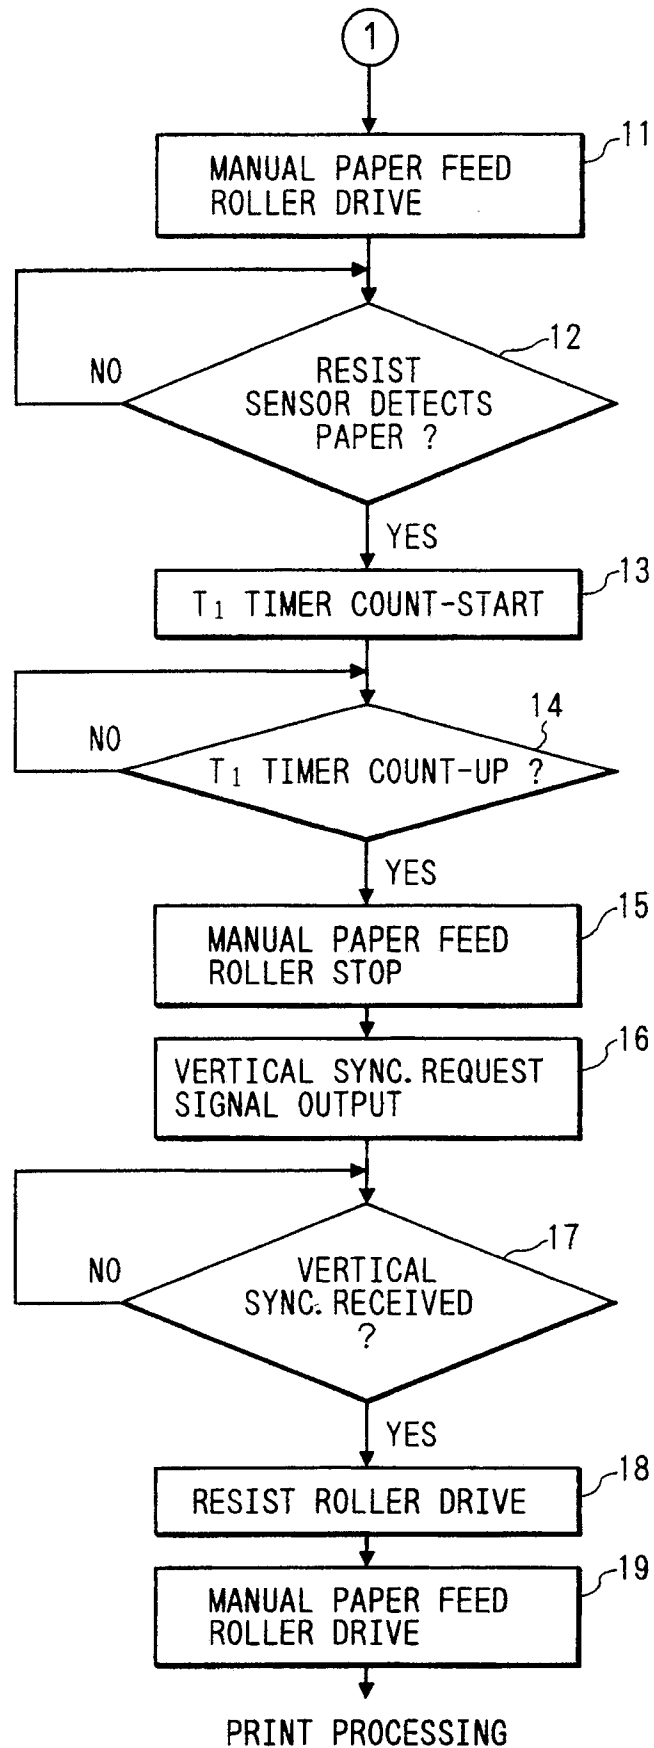 1
11
MANUAL PAPER FEED
ROLLER DRIVE
12
NO
RESIST
SENSOR DETECTS
PAPER ?
YES
13
T1 TIMER COUNT-START
14
NO
T1 TIMER COUNT-UP ?
YES
15
MANUAL PAPER FEED
ROLLER STOP
16
VERTICAL SYNC. REQUEST
SIGNAL OUTPUT
17
NO
VERTICAL
SYNC. RECEIVED
?
YES
18
RESIST ROLLER DRIVE
19
MANUAL PAPER FEED
ROLLER DRIVE
PRINT PROCESSING